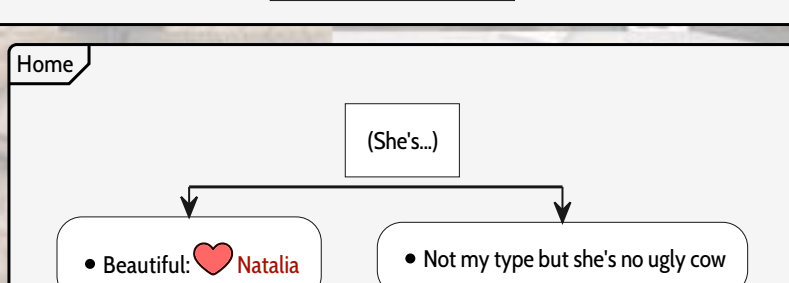 Home
(She's...)
● Beautiful: ❤ Natalia
● Not my type but she's no ugly cow